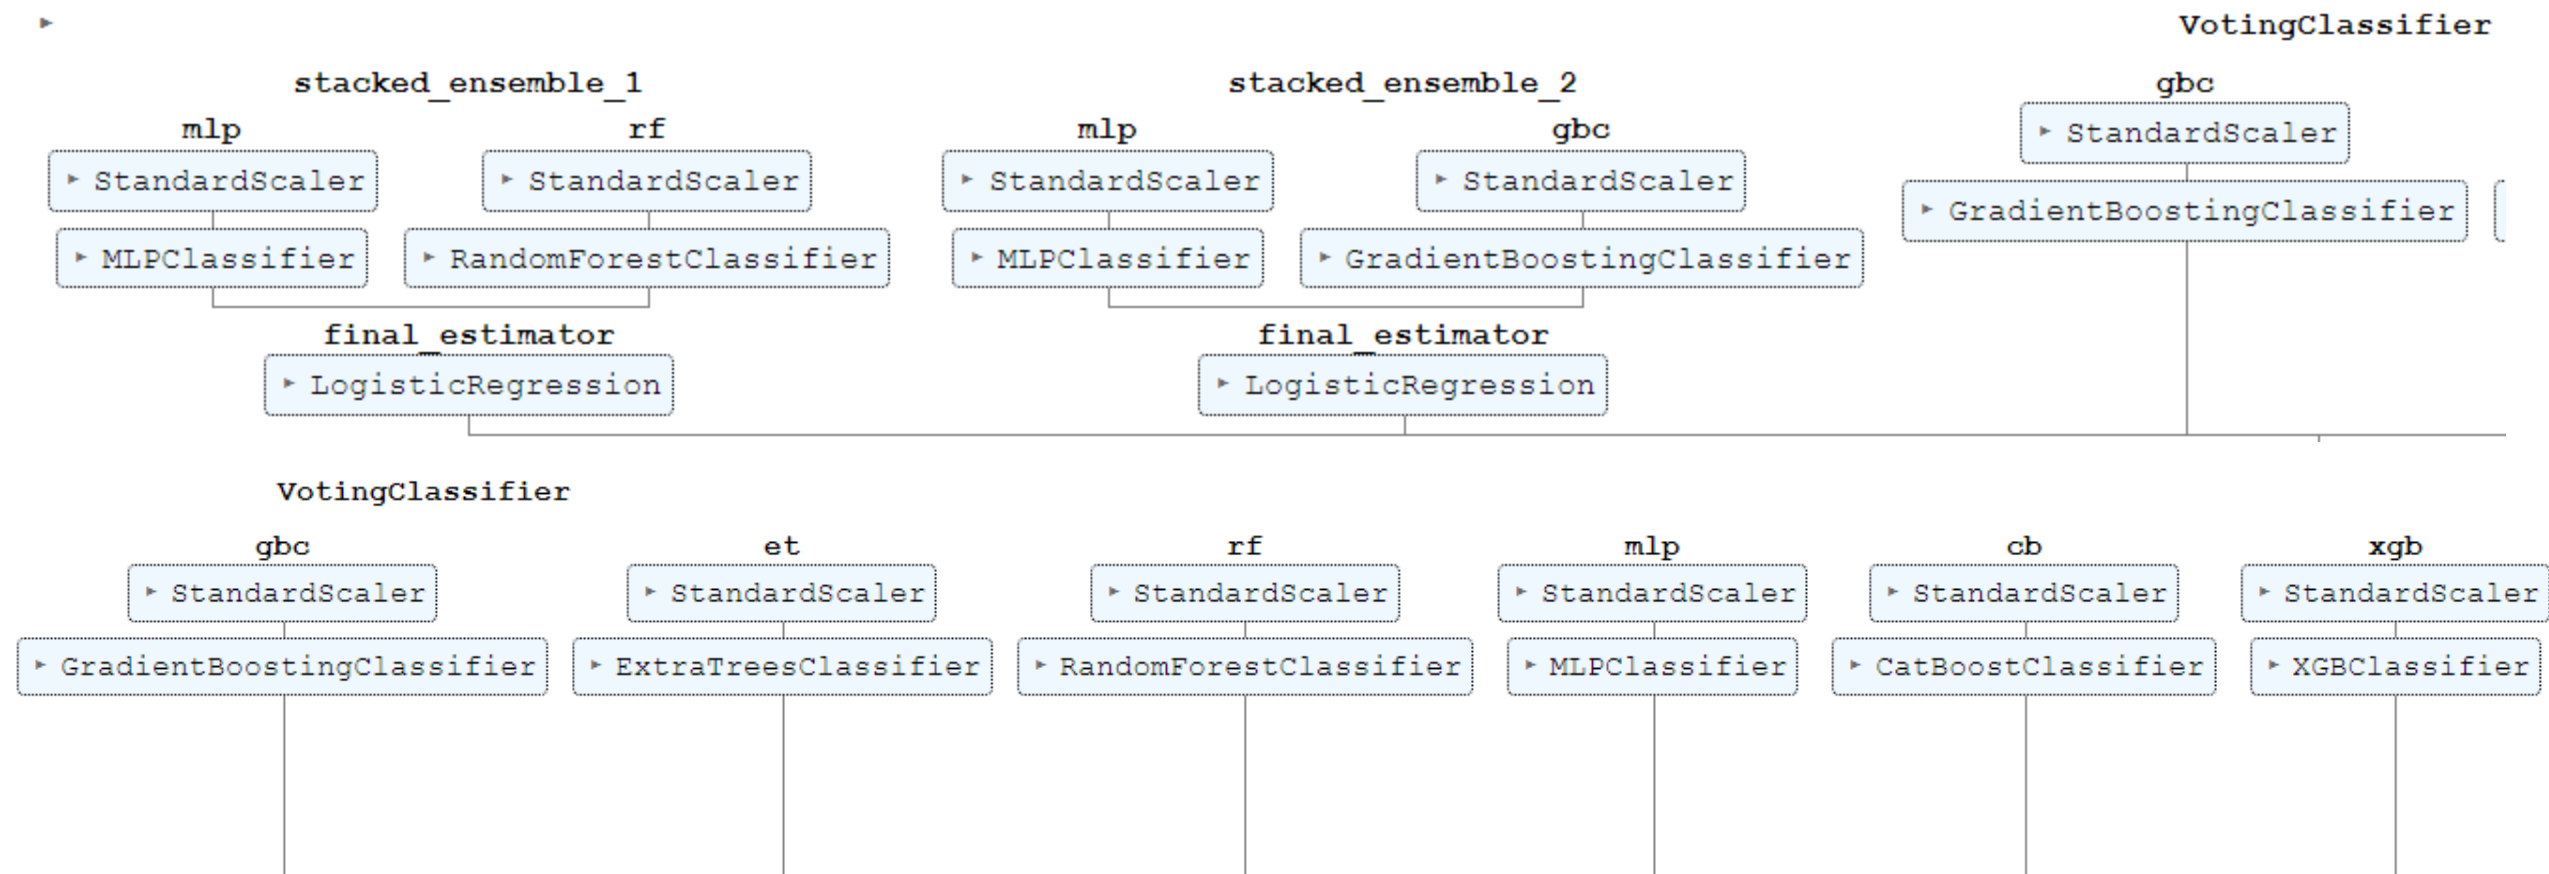 VotingClassifier
stacked_ensemble_1 stacked_ensemble_2 gbc
mlp rf mlp gbc
StandardScaler
StandardScaler StandardScaler StandardScaler StandardScaler
GradientBoostingClassifier
MLPClassifier RandomForestClassifier MLPClassifier GradientBoostingClassifier
final_estimator final_estimator
LogisticRegression LogisticRegression
VotingClassifier
gbc et rf mlp cb xgb
StandardScaler StandardScaler StandardScaler StandardScaler StandardScaler StandardScaler
GradientBoostingClassifier ExtraTreesClassifier RandomForestClassifier MLPClassifier CatBoostClassifier XGBClassifier